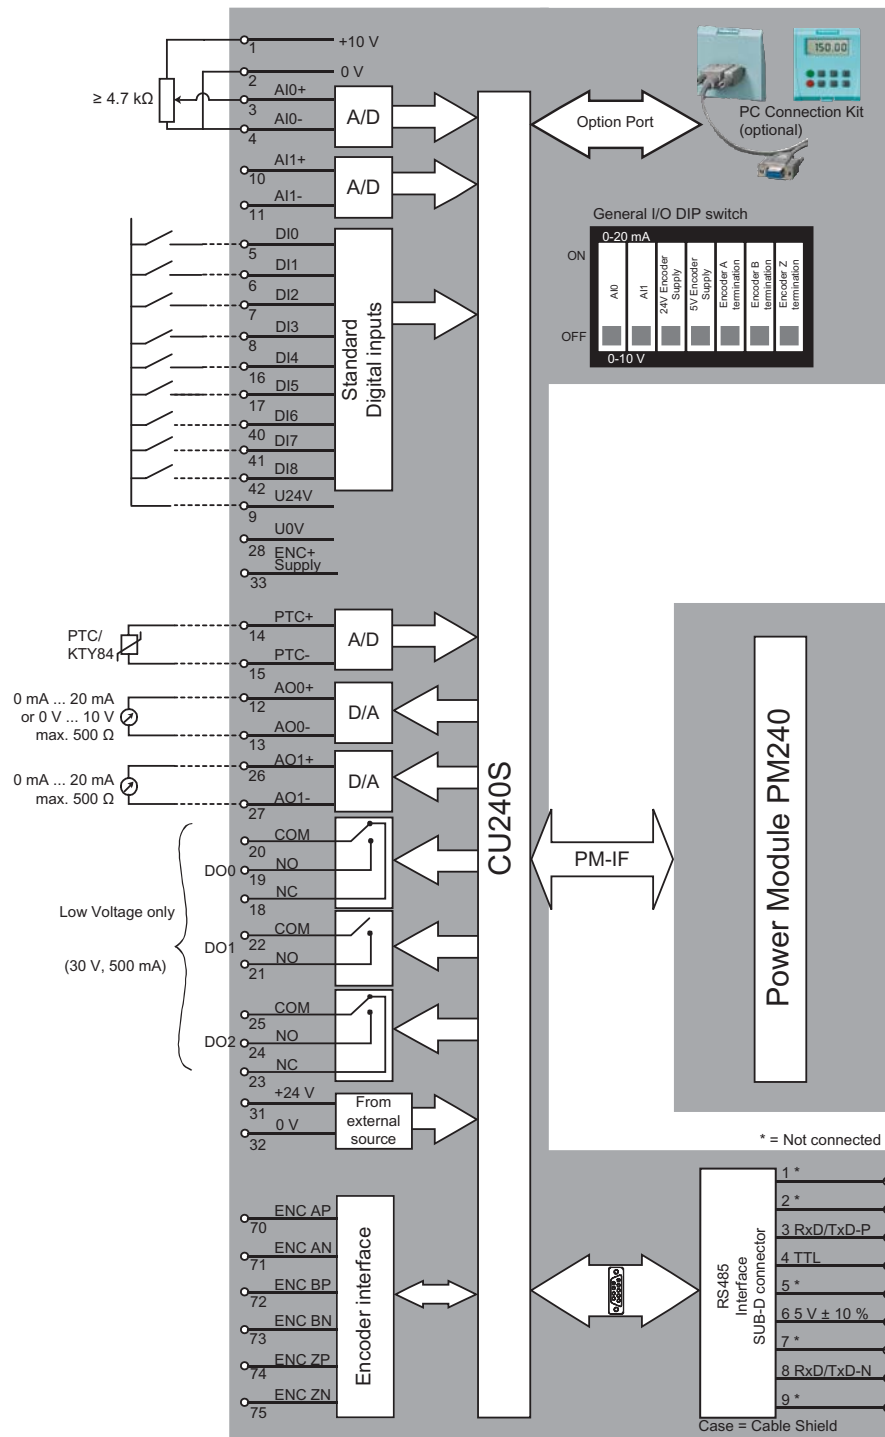 1
+10 V
2
0 V
≥ 4.7 kΩ
3
AI0+
4
AI0-
A/D
10
AI1+
11
AI1-
A/D
5
DI0
6
DI1
7
DI2
8
DI3
16
DI4
17
DI5
40
DI6
41
DI7
42
DI8
Standard
Digital inputs
9
U24V
28
U0V
33
ENC+
Supply
PTC/
KTY84
14
PTC+
15
PTC-
A/D
0 mA ... 20 mA
or 0 V ... 10 V
max. 500 Ω
12
AO0+
13
AO0-
D/A
0 mA ... 20 mA
max. 500 Ω
26
AO1+
27
AO1-
D/A
Low Voltage only
(30 V, 500 mA)
DO0
20
COM
19
NO
18
NC
DO1
22
COM
21
NO
DO2
25
COM
24
NO
23
NC
31
+24 V
32
0 V
From
external
source
70
ENC AP
71
ENC AN
72
ENC BP
73
ENC BN
74
ENC ZP
75
ENC ZN
Encoder interface
CU240S
Option Port
150.00
PC Connection Kit
(optional)
General I/O DIP switch
ON
OFF
0-20 mA
AI0
AI1
24V Encoder
Supply
5V Encoder
Supply
Encoder A
termination
Encoder B
termination
Encoder Z
termination
0-10 V
PM-IF
Power Module PM240
* = Not connected
RS485
Interface
SUB-D connector
1 *
2 *
3 RxD/TxD-P
4 TTL
5 *
6 5 V ± 10 %
7 *
8 RxD/TxD-N
9 *
Case = Cable Shield